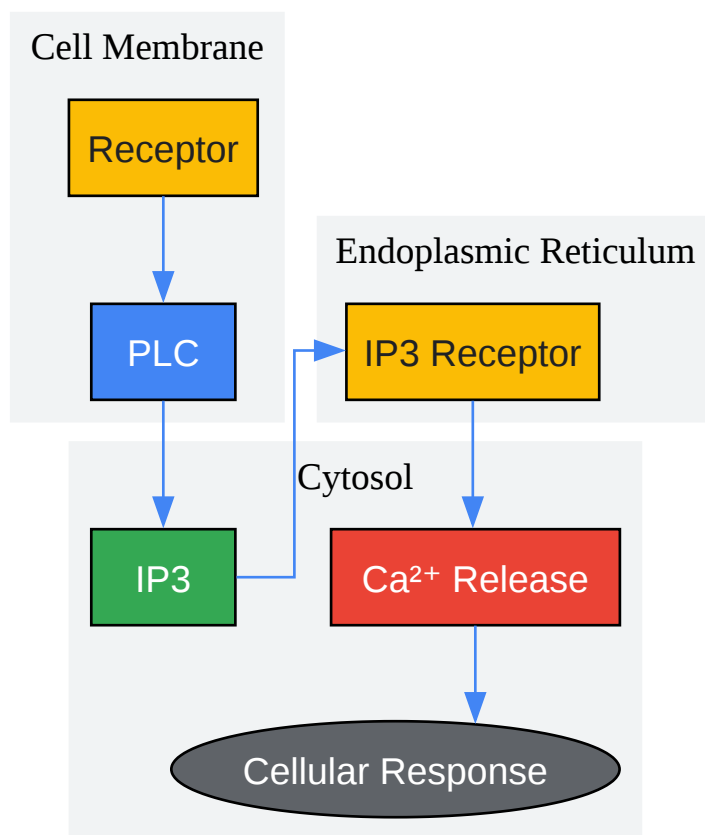 Cell Membrane
Receptor
PLC
Endoplasmic Reticulum
IP3 Receptor
Cytosol
IP3
Ca²⁺ Release
Cellular Response